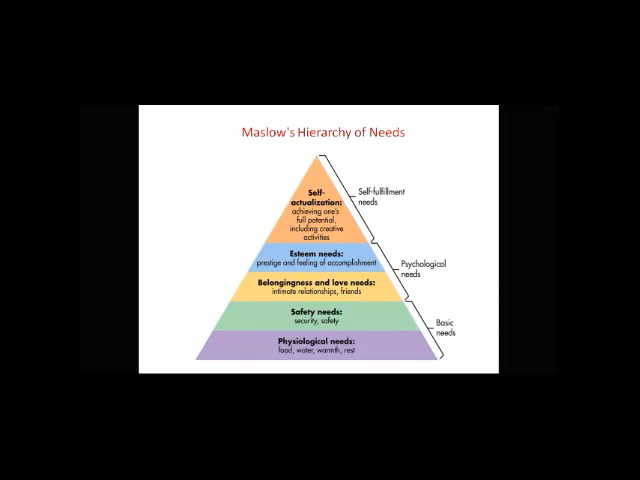 Maslow's Hierarchy of Needs
Self-
actualization:
achieving one's
full potential,
including creative
activities
Self-fulfillment
needs
Esteem needs:
prestige and feeling of accomplishment
Psychological
needs
Belongingness and love needs:
intimate relationships, friends
Safety needs:
security, safety
Basic
needs
Physiological needs:
food, water, warmth, rest